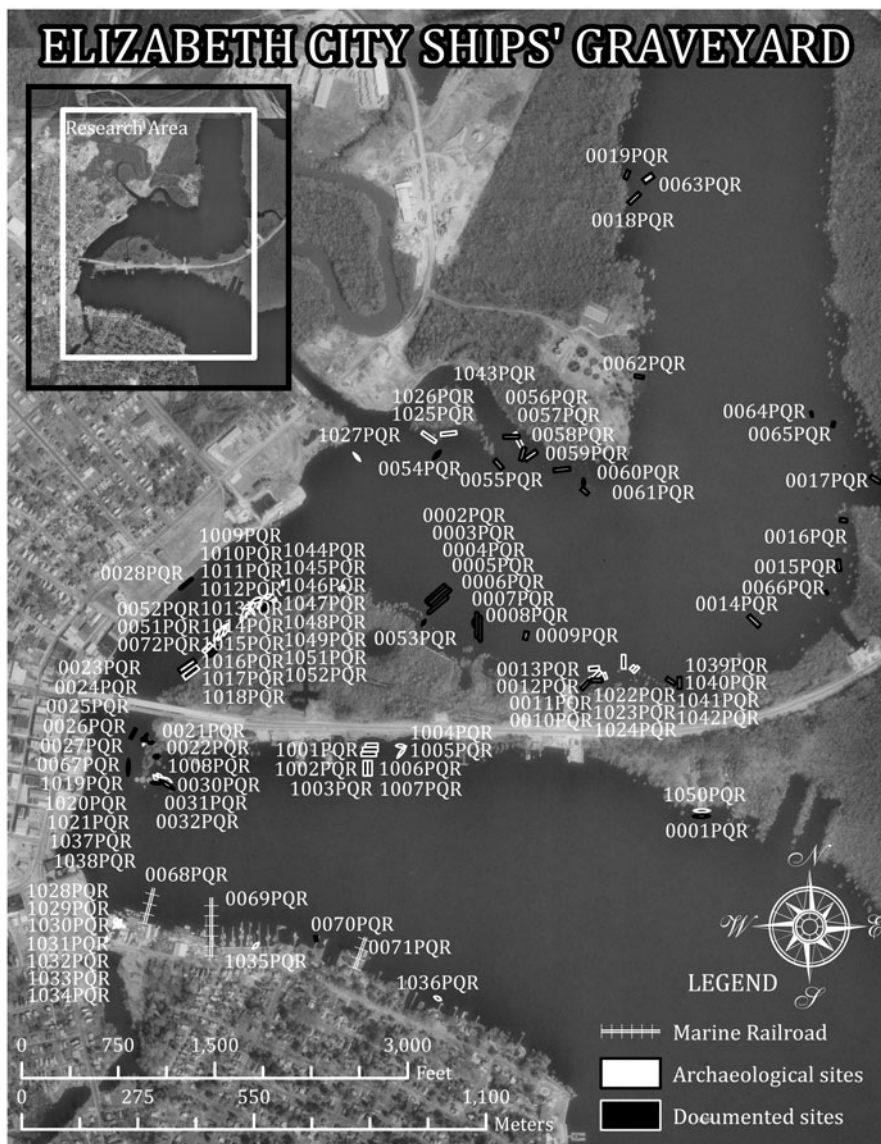 ELIZABETH CITY SHIPS' GRAVEYARD
Research Area
0019PQR
0063PQR
0018PQR
0062PQR
1043PQR
1026PQR
1025PQR
0056PQR
0057PQR
0058PQR
0059PQR
1027PQR
0054PQR
0055PQR
0060PQR
0061PQR
0064PQR
0065PQR
0017PQR
0016PQR
0015PQR
0066PQR
0014PQR
0002PQR
0003PQR
0004PQR
0005PQR
0006PQR
0007PQR
0008PQR
0009PQR
0053PQR
1009PQR
1010PQR
1011PQR
1012PQR
1013PQR
1014PQR
1015PQR
1016PQR
1017PQR
1018PQR
1044PQR
1045PQR
1046PQR
1047PQR
1048PQR
1049PQR
1051PQR
1052PQR
0028PQR
0052PQR
0051PQR
0072PQR
0023PQR
0024PQR
0025PQR
0026PQR
0027PQR
0067PQR
1019PQR
1020PQR
1021PQR
1037PQR
1038PQR
0021PQR
0022PQR
1008PQR
0030PQR
0031PQR
0032PQR
1001PQR
1002PQR
1003PQR
1004PQR
1005PQR
1006PQR
1007PQR
0013PQR
0012PQR
0011PQR
0010PQR
1022PQR
1023PQR
1024PQR
1039PQR
1040PQR
1041PQR
1042PQR
1050PQR
0001PQR
0068PQR
0069PQR
0070PQR
0071PQR
1028PQR
1029PQR
1030PQR
1031PQR
1032PQR
1033PQR
1034PQR
1035PQR
1036PQR
N
W E
S
LEGEND
Marine Railroad
Archaeological sites
Documented sites
0 750 1,500 3,000
Feet
0 275 550 1,100
Meters